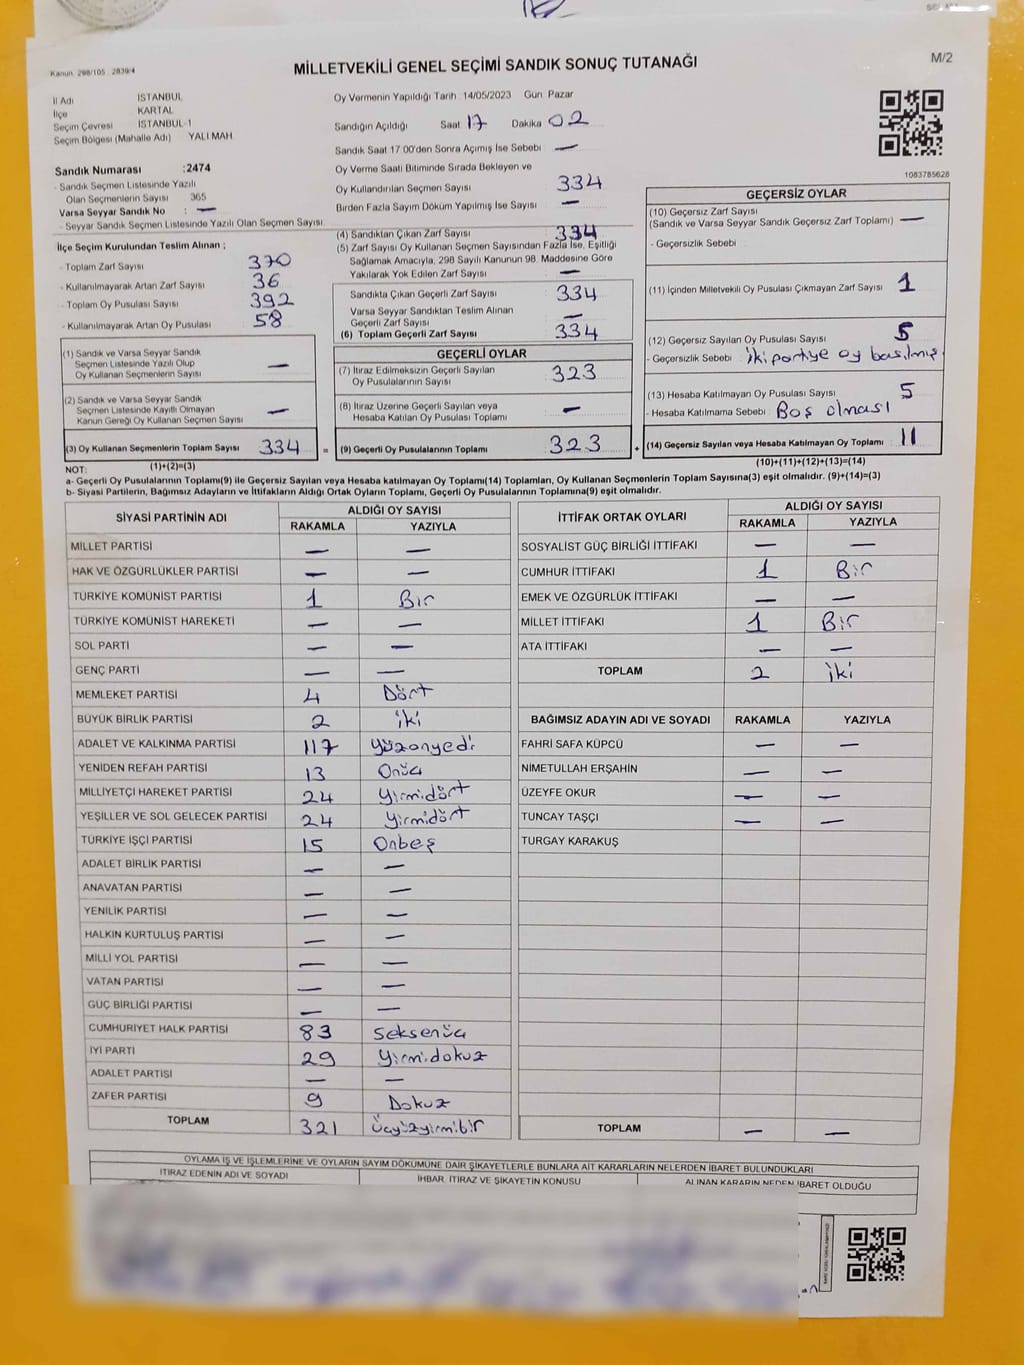 M/2
Kanun. 298/105 . 2839/4
MİLLETVEKİLİ GENEL SEÇİMİ SANDIK SONUÇ TUTANAĞI
İl Adı İSTANBUL
İlçe KARTAL
Seçim Çevresi İSTANBUL-1
Seçim Bölgesi (Mahalle Adı) YALI MAH.
Sandık Numarası :2474
- Sandık Seçmen Listesinde Yazılı
Olan Seçmenlerin Sayısı 365
Varsa Seyyar Sandık No : —
- Seyyar Sandık Seçmen Listesinde Yazılı Olan Seçmen Sayısı
İlçe Seçim Kurulundan Teslim Alınan ;
- Toplam Zarf Sayısı 370
- Kullanılmayarak Artan Zarf Sayısı 36
- Toplam Oy Pusulası Sayısı 392
- Kullanılmayarak Artan Oy Pusulası 58
(1) Sandık ve Varsa Seyyar Sandık
Seçmen Listesinde Yazılı Olup
Oy Kullanan Seçmenlerin Sayısı —
(2) Sandık ve Varsa Seyyar Sandık
Seçmen Listesinde Kayıtlı Olmayan
Kanun Gereği Oy Kullanan Seçmen Sayısı —
(3) Oy Kullanan Seçmenlerin Toplam Sayısı 334 =
Oy Vermenin Yapıldığı Tarih :14/05/2023 Gün: Pazar
Sandığın Açıldığı Saat 17 Dakika 02
Sandık Saat 17:00'den Sonra Açımış İse Sebebi —
Oy Verme Saati Bitiminde Sırada Bekleyen ve
Oy Kullandırılan Seçmen Sayısı 334
Birden Fazla Sayım Döküm Yapılmış İse Sayısı : —
(4) Sandıktan Çıkan Zarf Sayısı 334
(5) Zarf Sayısı Oy Kullanan Seçmen Sayısından Fazla İse, Eşitliği
Sağlamak Amacıyla, 298 Sayılı Kanunun 98. Maddesine Göre
Yakılarak Yok Edilen Zarf Sayısı —
Sandıkta Çıkan Geçerli Zarf Sayısı 334
Varsa Seyyar Sandıktan Teslim Alınan
Geçerli Zarf Sayısı —
(6) Toplam Geçerli Zarf Sayısı 334
GEÇERLİ OYLAR
(7) İtiraz Edilmeksizin Geçerli Sayılan
Oy Pusulalarının Sayısı 323
(8) İtiraz Üzerine Geçerli Sayılan veya
Hesaba Katılan Oy Pusulası Toplamı —
(9) Geçerli Oy Pusulalarının Toplamı 323 +
1083785628
GEÇERSİZ OYLAR
(10) Geçersiz Zarf Sayısı
(Sandık ve Varsa Seyyar Sandık Geçersiz Zarf Toplamı) —
- Geçersizlik Sebebi
(11) İçinden Milletvekili Oy Pusulası Çıkmayan Zarf Sayısı 1
(12) Geçersiz Sayılan Oy Pusulası Sayısı 5
- Geçersizlik Sebebi : iki partiye oy basılmış
(13) Hesaba Katılmayan Oy Pusulası Sayısı 5
- Hesaba Katılmama Sebebi : Boş olması
(14) Geçersiz Sayılan veya Hesaba Katılmayan Oy Toplamı 11
NOT: (1)+(2)=(3) (10)+(11)+(12)+(13)=(14)
a- Geçerli Oy Pusulalarının Toplamı(9) ile Geçersiz Sayılan veya Hesaba katılmayan Oy Toplamı(14) Toplamları, Oy Kullanan Seçmenlerin Toplam Sayısına(3) eşit olmalıdır. (9)+(14)=(3)
b- Siyasi Partilerin, Bağımsız Adayların ve İttifakların Aldığı Ortak Oyların Toplamı, Geçerli Oy Pusulalarının Toplamına(9) eşit olmalıdır.
SİYASİ PARTİNİN ADI ALDIĞI OY SAYISI
RAKAMLA YAZIYLA
MİLLET PARTİSİ — —
HAK VE ÖZGÜRLÜKLER PARTİSİ — —
TÜRKİYE KOMÜNİST PARTİSİ 1 Bir
TÜRKİYE KOMÜNİST HAREKETİ — —
SOL PARTİ — —
GENÇ PARTİ — —
MEMLEKET PARTİSİ 4 Dört
BÜYÜK BİRLİK PARTİSİ 2 iki
ADALET VE KALKINMA PARTİSİ 117 Yüzonyedi
YENİDEN REFAH PARTİSİ 13 Onüç
MİLLİYETÇİ HAREKET PARTİSİ 24 Yirmidört
YEŞİLLER VE SOL GELECEK PARTİSİ 24 Yirmidört
TÜRKİYE İŞÇİ PARTİSİ 15 Onbeş
ADALET BİRLİK PARTİSİ — —
ANAVATAN PARTİSİ — —
YENİLİK PARTİSİ — —
HALKIN KURTULUŞ PARTİSİ — —
MİLLİ YOL PARTİSİ — —
VATAN PARTİSİ — —
GÜÇ BİRLİĞİ PARTİSİ — —
CUMHURİYET HALK PARTİSİ 83 Seksenüç
İYİ PARTİ 29 Yirmidokuz
ADALET PARTİSİ — —
ZAFER PARTİSİ 9 Dokuz
TOPLAM 321 Üçyüzyirmibir
İTTİFAK ORTAK OYLARI ALDIĞI OY SAYISI
RAKAMLA YAZIYLA
SOSYALİST GÜÇ BİRLİĞİ İTTİFAKI — —
CUMHUR İTTİFAKI 1 Bir
EMEK VE ÖZGÜRLÜK İTTİFAKI — —
MİLLET İTTİFAKI 1 Bir
ATA İTTİFAKI — —
TOPLAM 2 iki
BAĞIMSIZ ADAYIN ADI VE SOYADI RAKAMLA YAZIYLA
FAHRİ SAFA KÜPCÜ — —
NİMETULLAH ERŞAHİN — —
ÜZEYFE OKUR — —
TUNCAY TAŞÇI — —
TURGAY KARAKUŞ
TOPLAM — —
OYLAMA İŞ VE İŞLEMLERİNE VE OYLARIN SAYIM DÖKÜMÜNE DAİR ŞİKAYETLERLE BUNLARA AİT KARARLARIN NELERDEN İBARET BULUNDUKLARI
İTİRAZ EDENİN ADI VE SOYADI İHBAR, İTİRAZ VE ŞİKAYETİN KONUSU ALINAN KARARIN NEDEN İBARET OLDUĞU